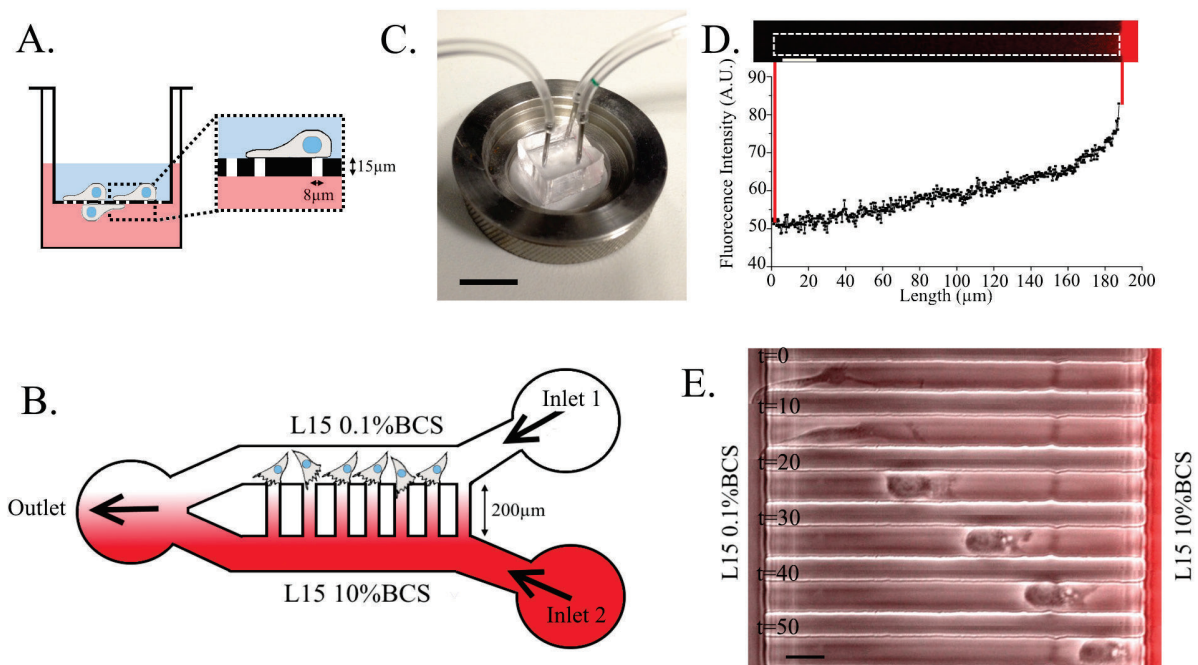 A.
15µm
8µm
C.
D.
Fluorecence Intensity (A.U.)
90
80
70
60
50
40
0 20 40 60 80 100 120 140 160 180 200
Length (µm)
B.
L15 0.1%BCS
Inlet 1
Outlet
200µm
L15 10%BCS
Inlet 2
E.
L15 0.1%BCS
t=0
t=10
t=20
t=30
t=40
t=50
L15 10%BCS